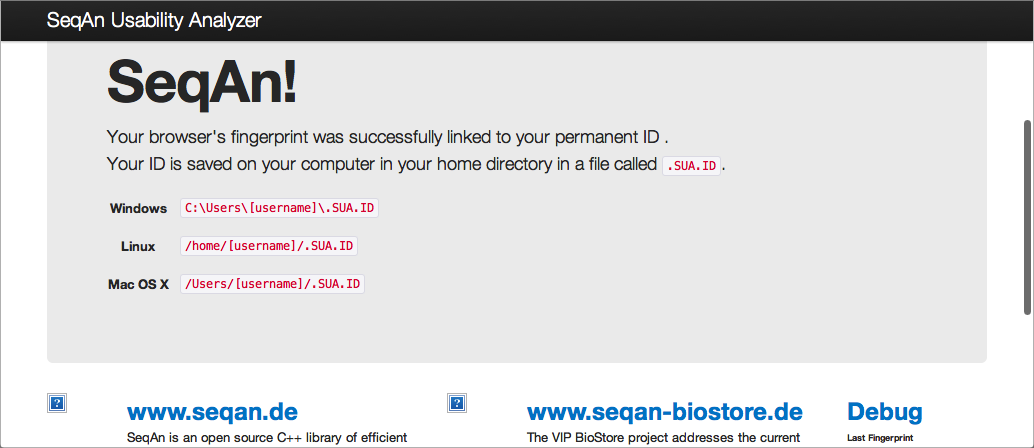 SeqAn Usability Analyzer
SeqAn!
Your browser's fingerprint was successfully linked to your permanent ID .
Your ID is saved on your computer in your home directory in a file called .SUA.ID.
Windows C:\Users\[username]\.SUA.ID
Linux /home/[username]/.SUA.ID
Mac OS X /Users/[username]/.SUA.ID
www.seqan.de
SeqAn is an open source C++ library of efficient
www.seqan-biostore.de
The VIP BioStore project addresses the current
Debug
Last Fingerprint